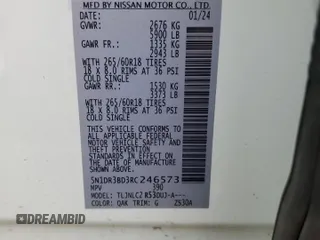 MFD BY NISSAN MOTOR CO., LTD.
DATE: 01/24
GVWR: 2676 KG
5900 LB
GAWR FR.: 1335 KG
2943 LB
WITH 265/60R18 TIRES
18 X 8.0 RIMS AT 36 PSI
COLD SINGLE
GAWR RR.: 1530 KG
3373 LB
WITH 265/60R18 TIRES
18 X 8.0 RIMS AT 36 PSI
COLD SINGLE
THIS VEHICLE CONFORMS TO ALL
APPLICABLE FEDERAL MOTOR
VEHICLE SAFETY AND THEFT
PREVENTION STANDARDS IN
EFFECT ON THE DATE OF
MANUFACTURE SHOWN ABOVE.
5N1DR3BD3RC246573
MPV
MODEL:
COLOR: QAK TRIM: G